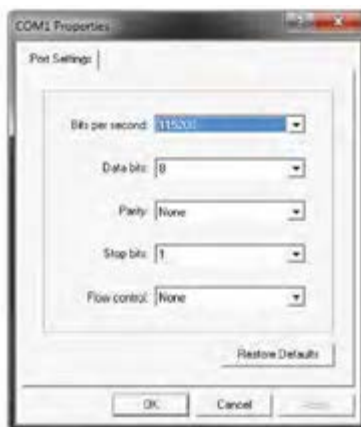 COM1 Properties
Port Settings
Bits per second: 115200
Data bits: 8
Parity: None
Stop bits: 1
Flow control: None
Restore Defaults
OK Cancel Apply